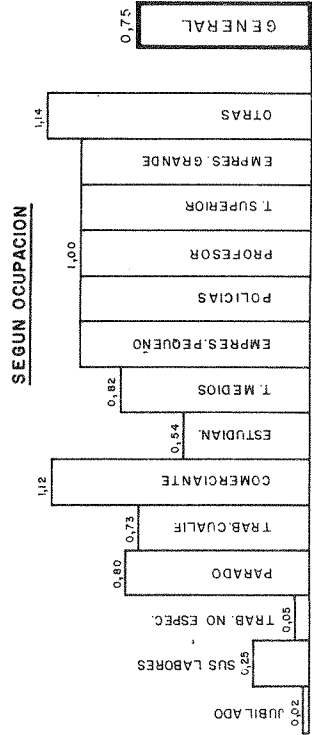 SEGUN OCUPACION
0,02
JUBILADO
0,25
SUS LABORES
0,05
TRAB. NO ESPEC.
0,80
PARADO
0,73
TRAB.CUALIF
1,12
COMERCIANTE
0,54
ESTUDIAN.
0,82
T. MEDIOS
1,00
EMPRES.PEQUEÑO
POLICIAS
PROFESOR
T. SUPERIOR
EMPRES.GRANDE
1,14
OTRAS
0,75
GENERAL